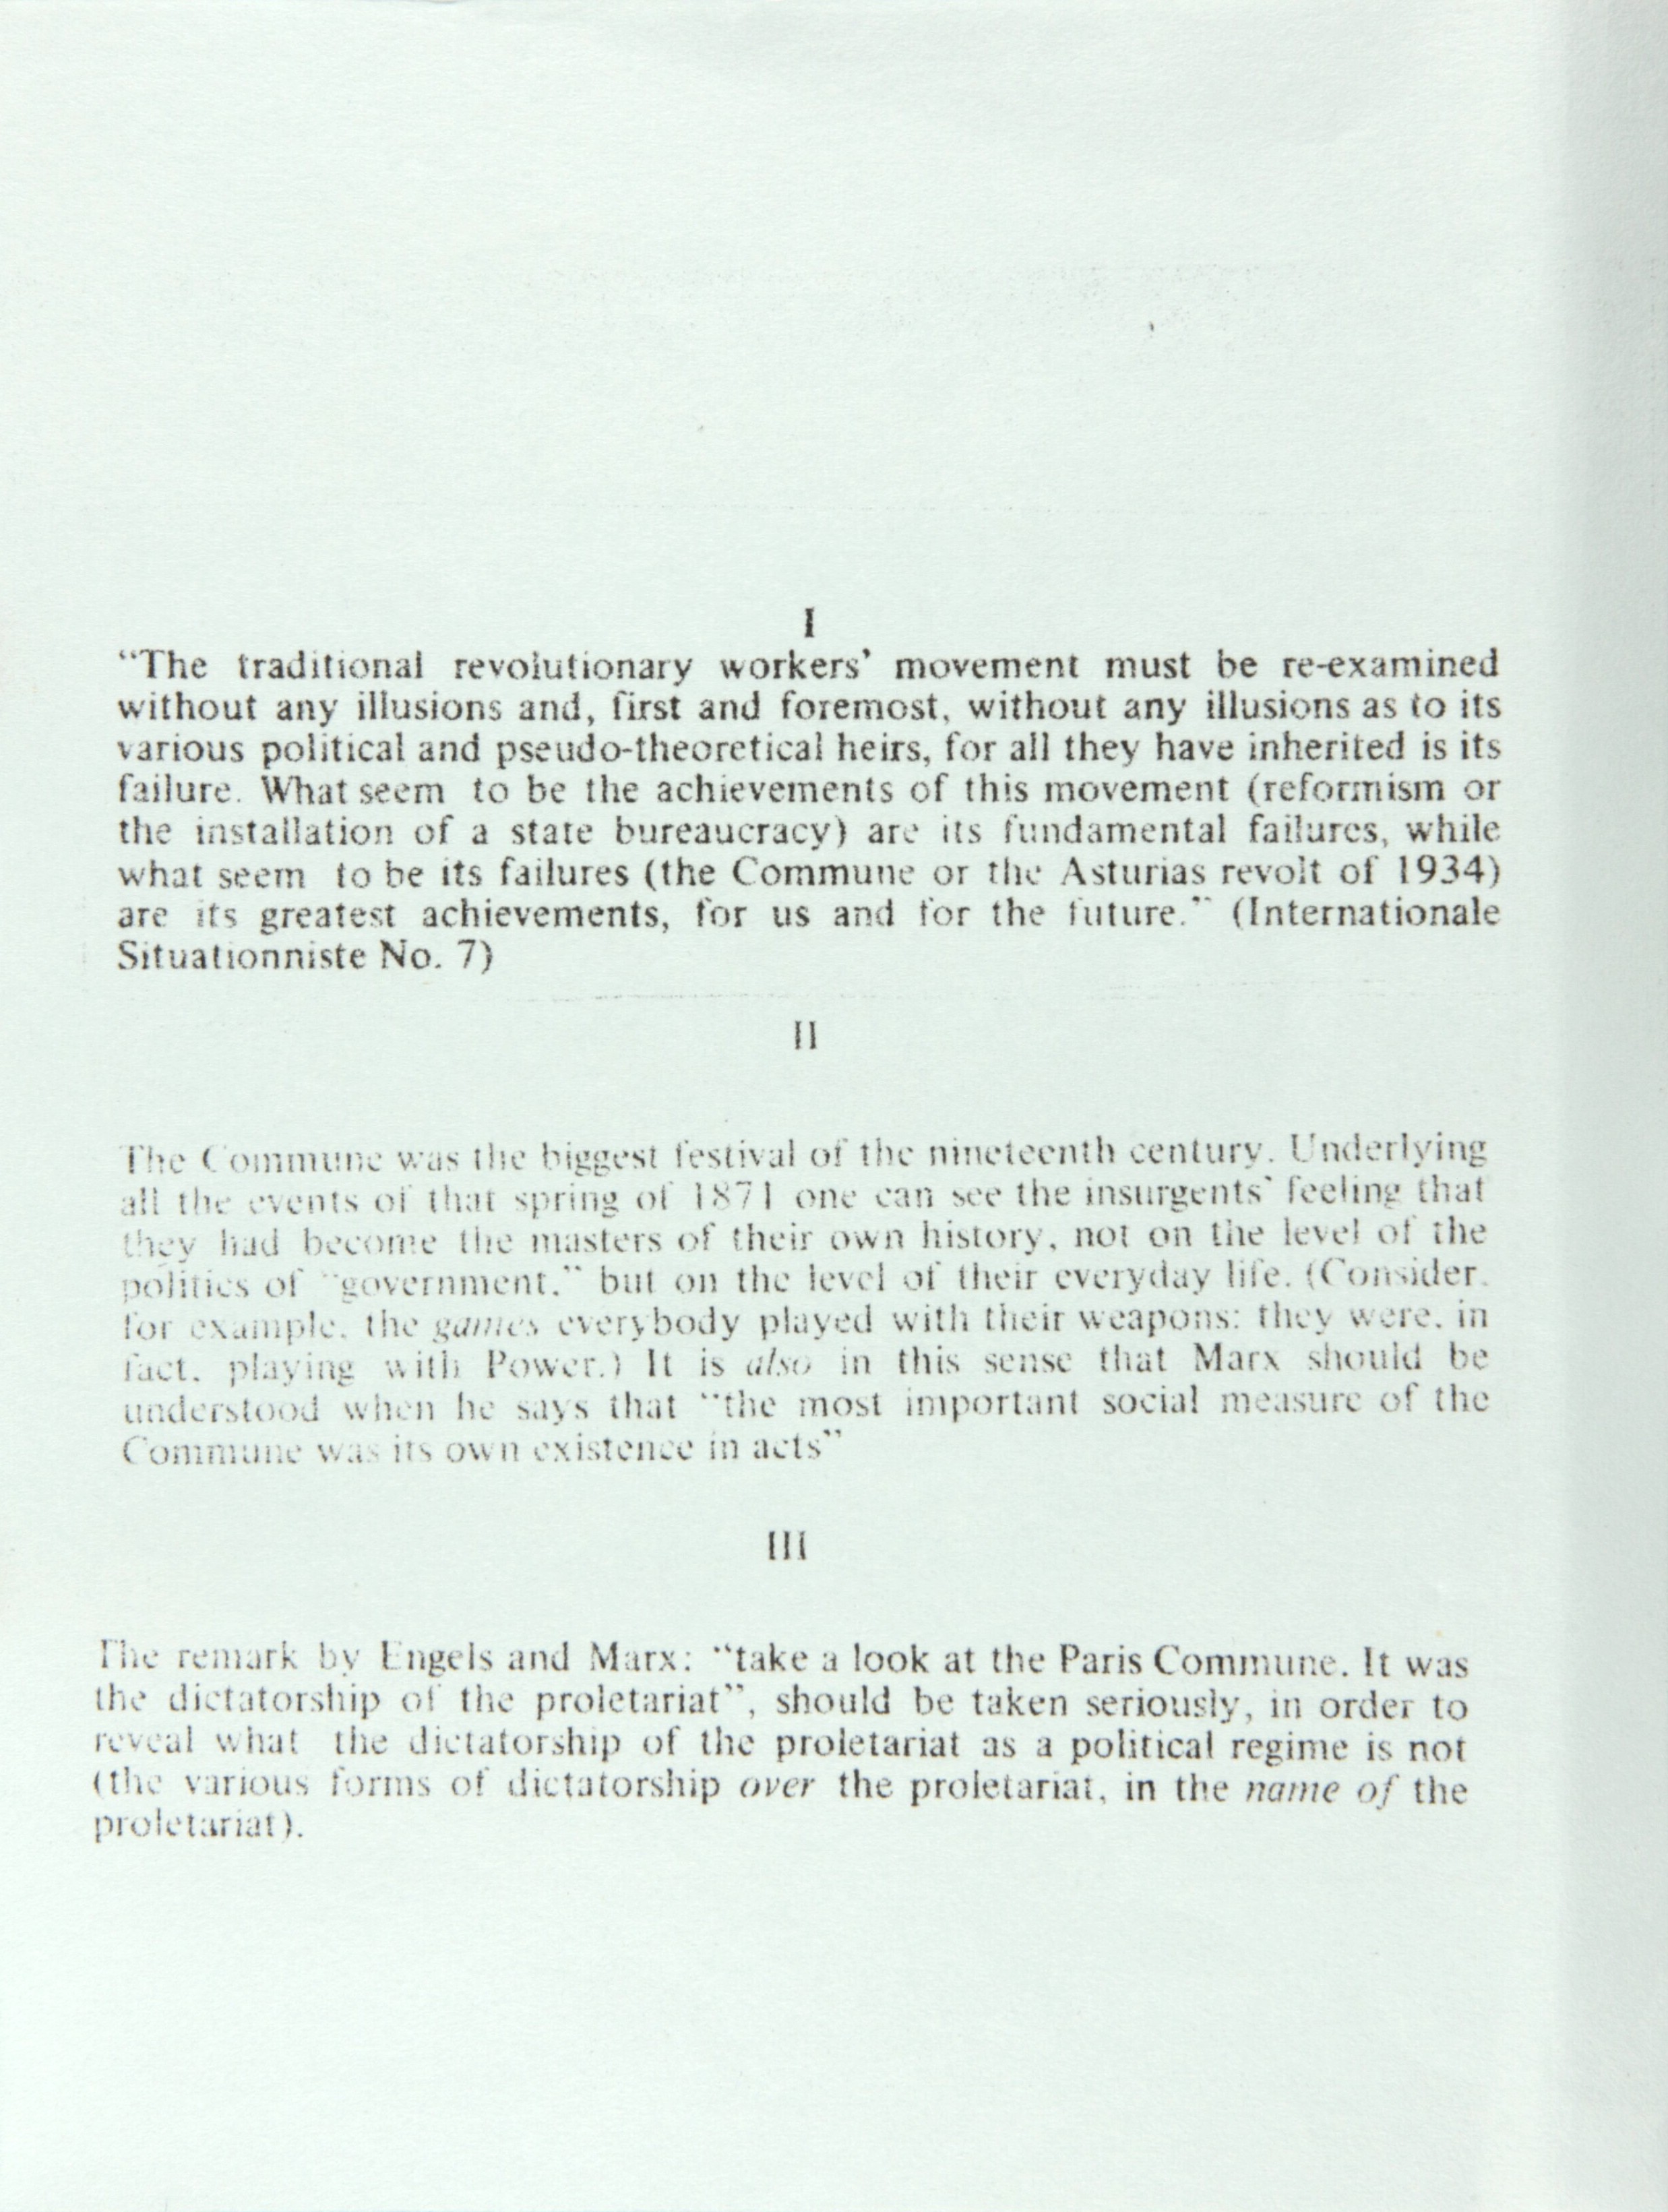 I
“The traditional revolutionary workers’ movement must be re-examined
without any illusions and, first and foremost, without any illusions as to its
various political and pseudo-theoretical heirs, for all they have inherited is its
failure. What seem to be the achievements of this movement (reformism or
the installation of a state bureaucracy) are its fundamental failures, while
what seem to be its failures (the Commune or the Asturias revolt of 1934)
are its greatest achievements, for us and for the future.” (Internationale
Situationniste No. 7)
II
The Commune was the biggest festival of the nineteenth century. Underlying
all the events of that spring of 1871 one can see the insurgents’ feeling that
they had become the masters of their own history, not on the level of the
politics of “government,” but on the level of their everyday life. (Consider,
for example, the games everybody played with their weapons: they were, in
fact, playing with Power.) It is also in this sense that Marx should be
understood when he says that “the most important social measure of the
Commune was its own existence in acts”
III
The remark by Engels and Marx: “take a look at the Paris Commune. It was
the dictatorship of the proletariat”, should be taken seriously, in order to
reveal what the dictatorship of the proletariat as a political regime is not
(the various forms of dictatorship over the proletariat, in the name of the
proletariat).